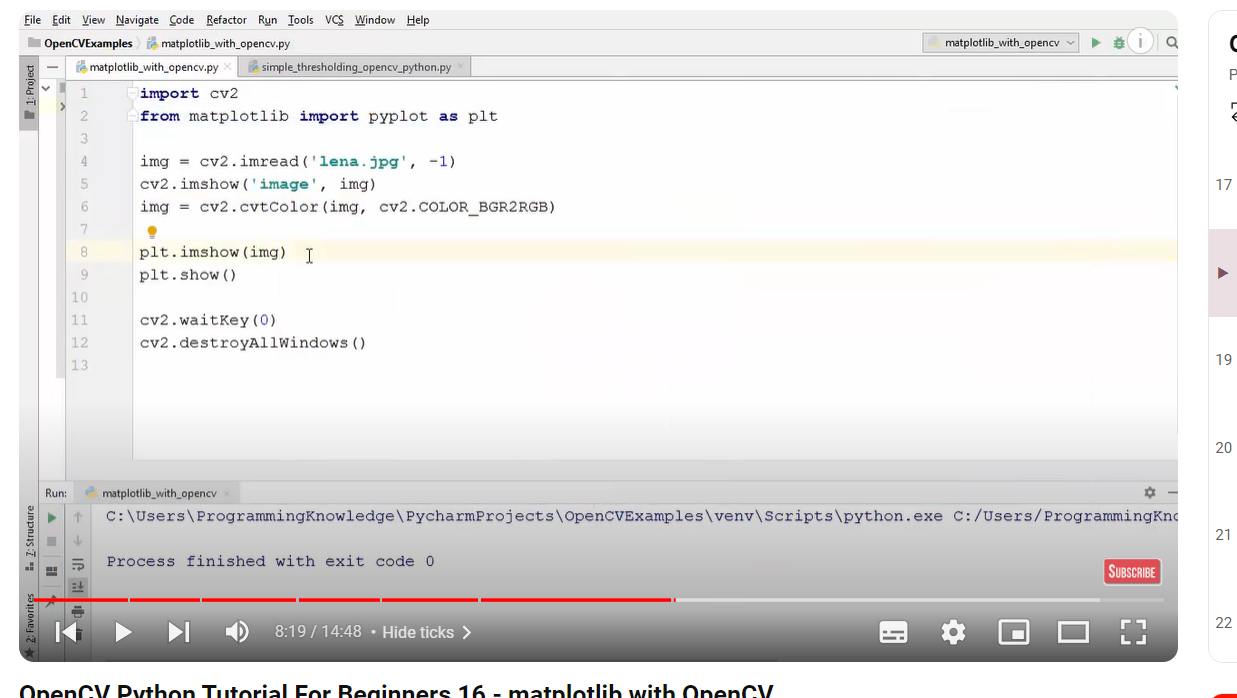 File Edit View Navigate Code Refactor Run Tools VCS Window Help
OpenCVExamples matplotlib_with_opencv.py
matplotlib_with_opencv
1: Project
matplotlib_with_opencv.py simple_thresholding_opencv_python.py
1 import cv2
2 from matplotlib import pyplot as plt
3
4 img = cv2.imread('lena.jpg', -1)
5 cv2.imshow('image', img)
6 img = cv2.cvtColor(img, cv2.COLOR_BGR2RGB)
7
8 plt.imshow(img)
9 plt.show()
10
11 cv2.waitKey(0)
12 cv2.destroyAllWindows()
13
Run: matplotlib_with_opencv
C:\Users\ProgrammingKnowledge\PycharmProjects\OpenCVExamples\venv\Scripts\python.exe C:/Users/ProgrammingKno
Process finished with exit code 0
7: Structure
2: Favorites
SUBSCRIBE
8:19 / 14:48 • Hide ticks
OpenCV Python Tutorial For Beginners 16 - matplotlib with OpenCV
17
19
20
21
22